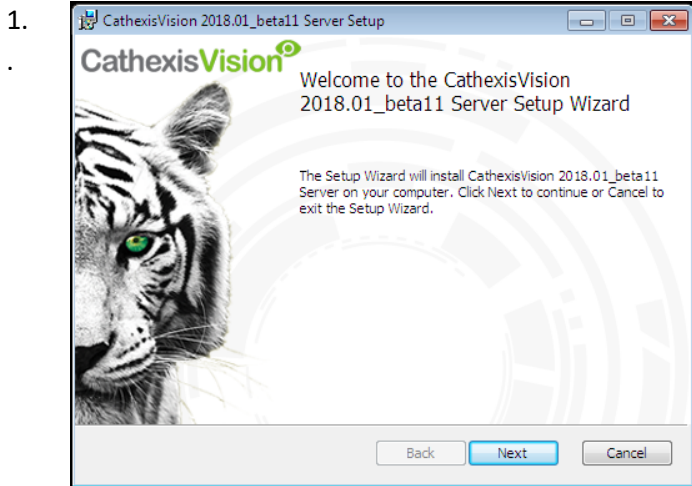 1.
.
CathexisVision 2018.01_beta11 Server Setup
CathexisVision
Welcome to the CathexisVision
2018.01_beta11 Server Setup Wizard
The Setup Wizard will install CathexisVision 2018.01_beta11
Server on your computer. Click Next to continue or Cancel to
exit the Setup Wizard.
Back Next Cancel